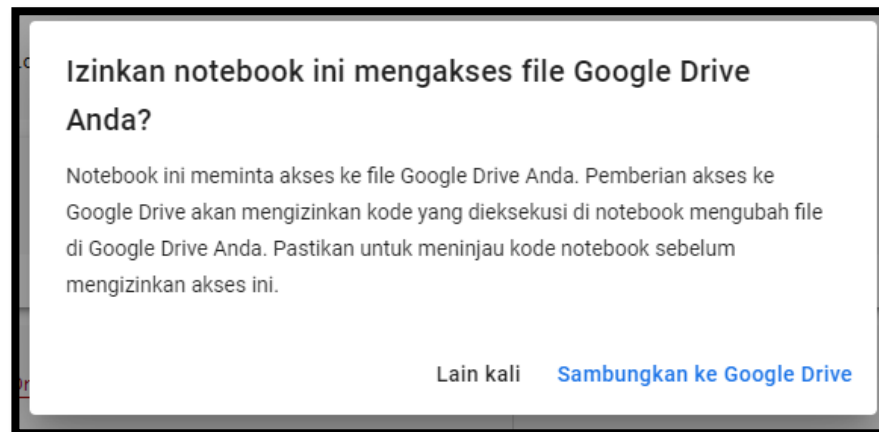 Izinkan notebook ini mengakses file Google Drive
Anda?
Notebook ini meminta akses ke file Google Drive Anda. Pemberian akses ke
Google Drive akan mengizinkan kode yang dieksekusi di notebook mengubah file
di Google Drive Anda. Pastikan untuk meninjau kode notebook sebelum
mengizinkan akses ini.
Lain kali Sambungkan ke Google Drive